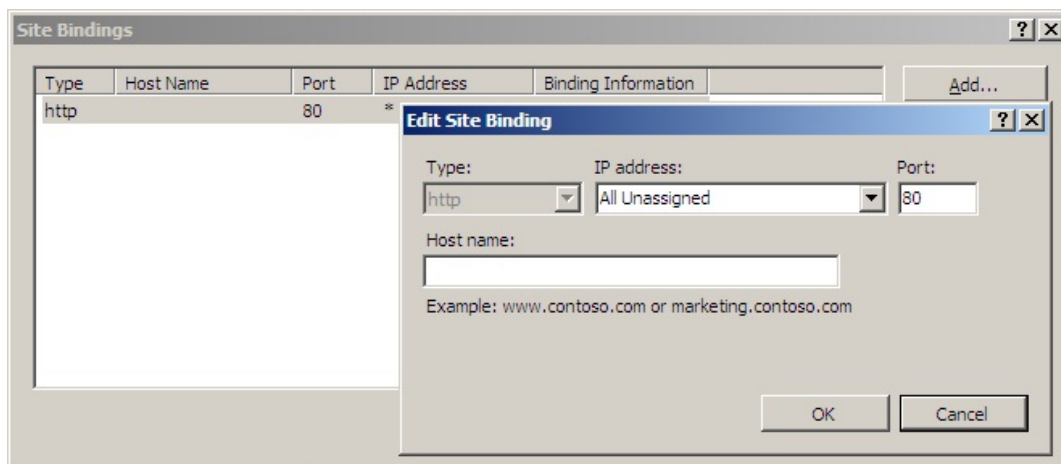 Site Bindings
Type Host Name Port IP Address Binding Information
Add...
http 80 *
Edit Site Binding
Type: IP address: Port:
http All Unassigned 80
Host name:
Example: www.contoso.com or marketing.contoso.com
OK Cancel